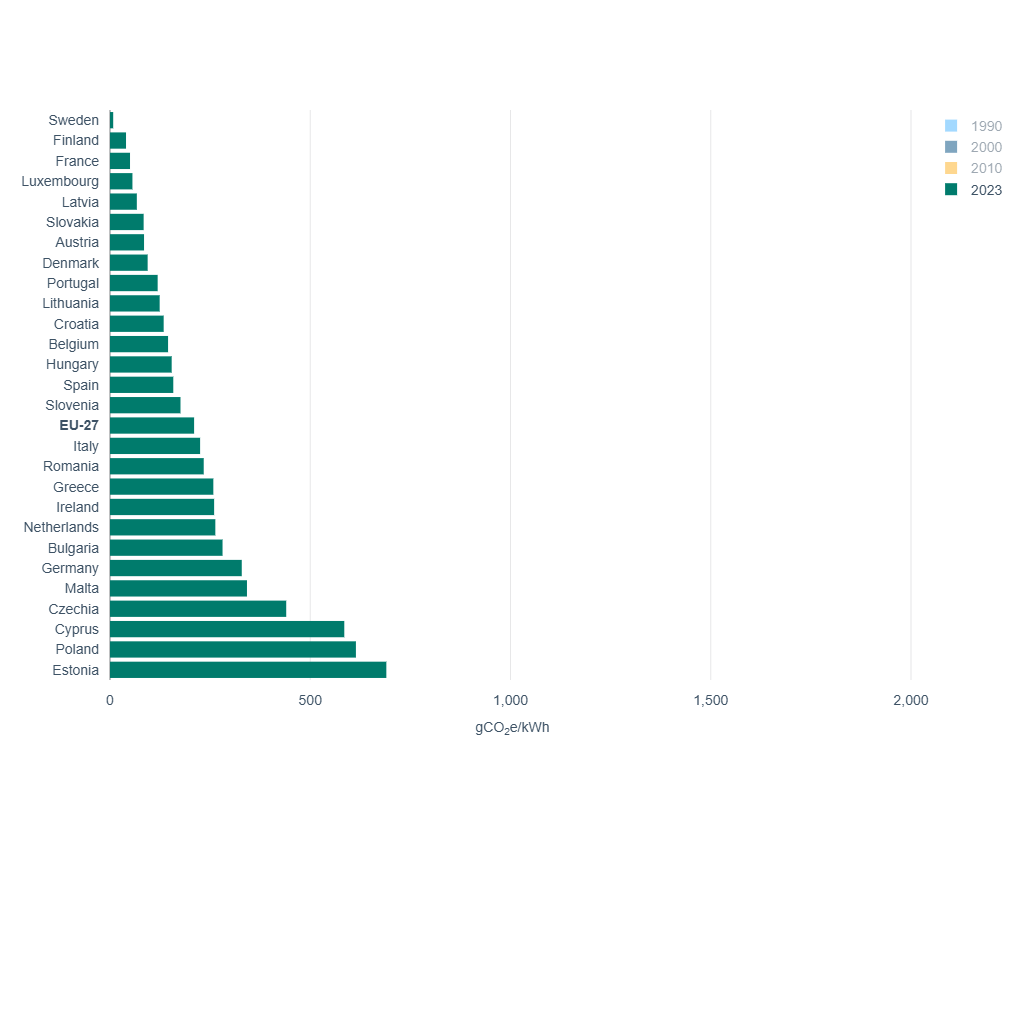 Sweden
Finland
France
Luxembourg
Latvia
Slovakia
Austria
Denmark
Portugal
Lithuania
Croatia
Belgium
Hungary
Spain
Slovenia
EU-27
Italy
Romania
Greece
Ireland
Netherlands
Bulgaria
Germany
Malta
Czechia
Cyprus
Poland
Estonia
0 500 1,000 1,500 2,000
gCO₂e/kWh
1990
2000
2010
2023